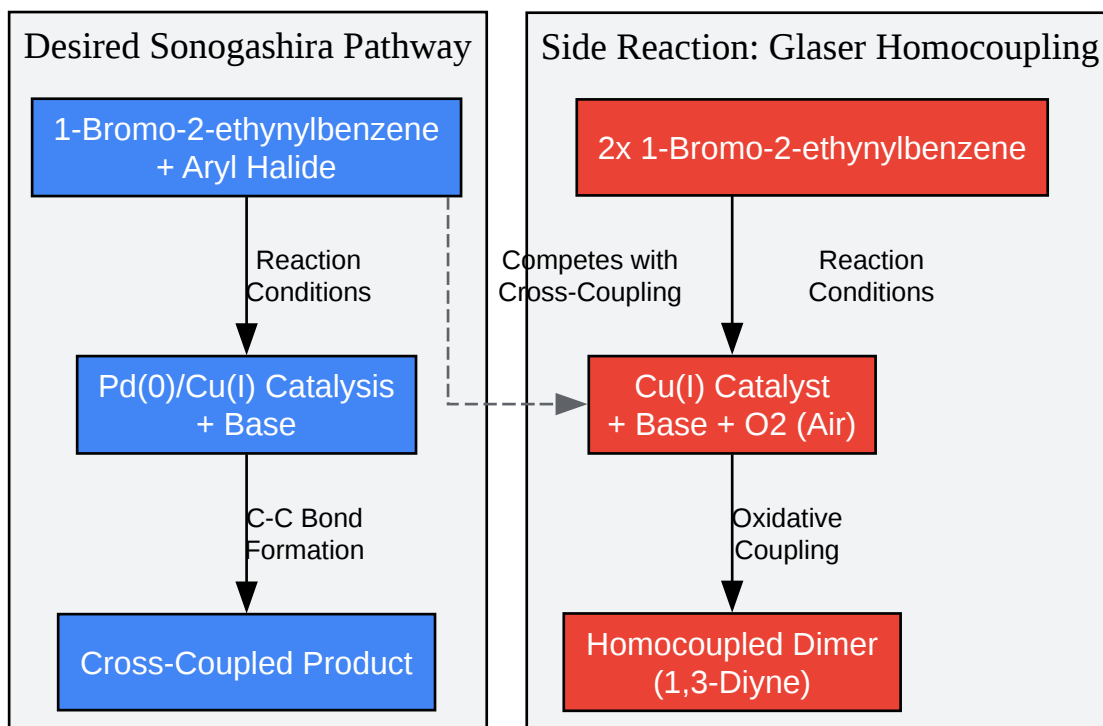 Desired Sonogashira Pathway
1-Bromo-2-ethynylbenzene
+ Aryl Halide
Reaction
Conditions
Pd(0)/Cu(I) Catalysis
+ Base
C-C Bond
Formation
Cross-Coupled Product
Competes with
Cross-Coupling
Side Reaction: Glaser Homocoupling
2x 1-Bromo-2-ethynylbenzene
Reaction
Conditions
Cu(I) Catalyst
+ Base + O2 (Air)
Oxidative
Coupling
Homocoupled Dimer
(1,3-Diyne)